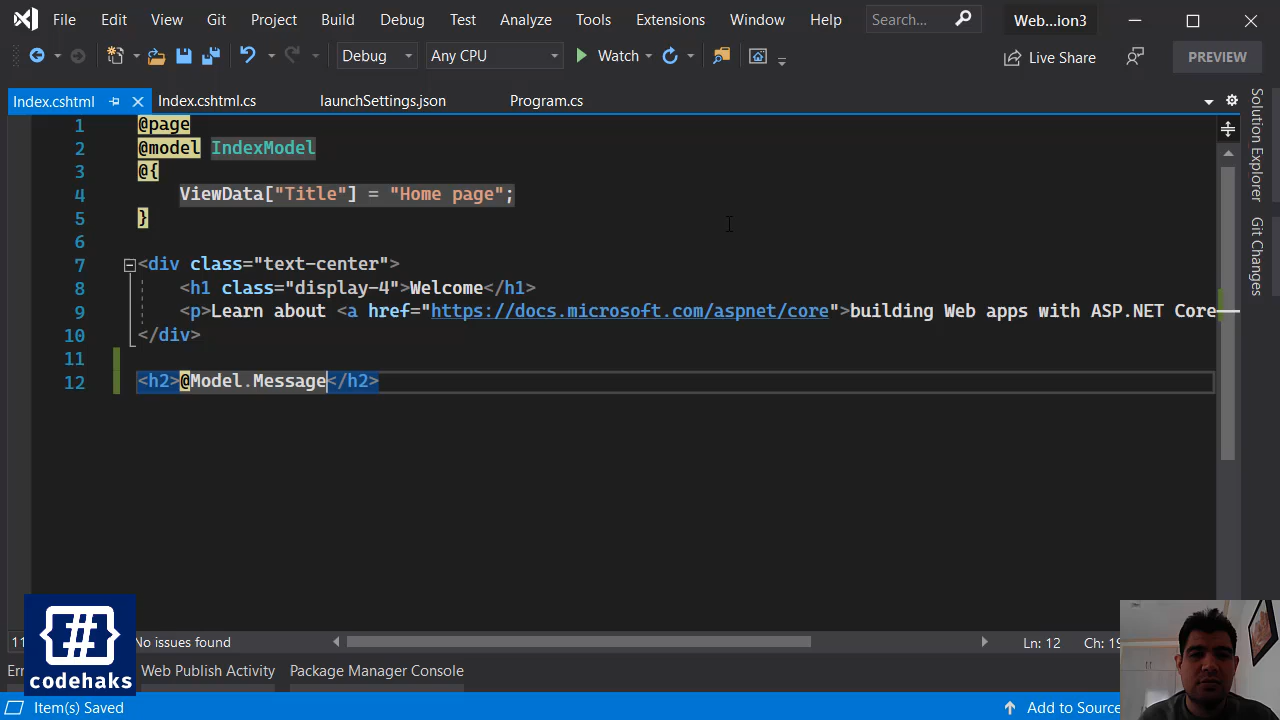 File Edit View Git Project Build Debug Test Analyze Tools Extensions Window Help Search... Web...ion3
Debug Any CPU Watch Live Share PREVIEW
Index.cshtml Index.cshtml.cs launchSettings.json Program.cs
1 @page
2 @model IndexModel
3 @{
4 ViewData["Title"] = "Home page";
5 }
6
7 <div class="text-center">
8 <h1 class="display-4">Welcome</h1>
9 <p>Learn about <a href="https://docs.microsoft.com/aspnet/core">building Web apps with ASP.NET Core
10 </div>
11
12 <h2>@Model.Message</h2>
Solution Explorer
Git Changes
No issues found Ln: 12
Web Publish Activity Package Manager Console
Item(s) Saved Add to Source
#
codehaks